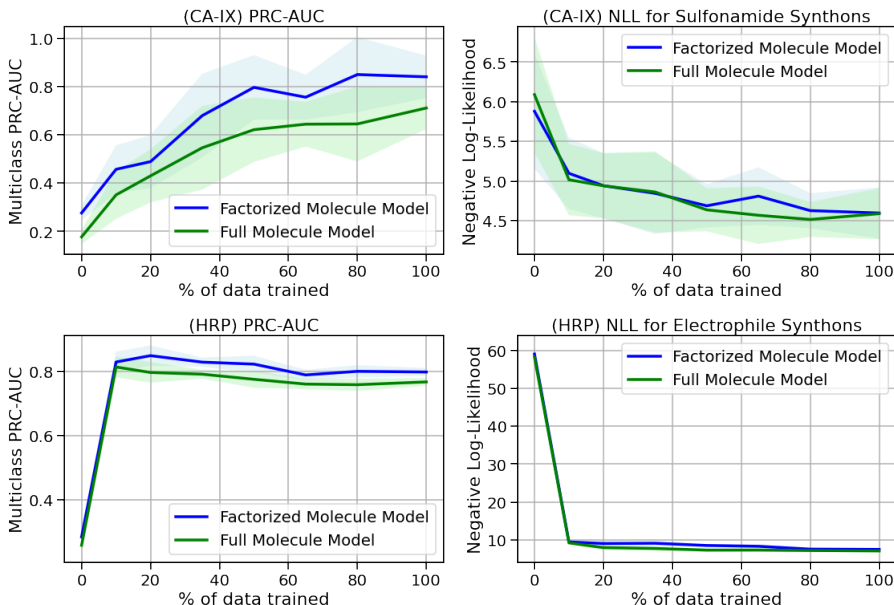 (CA-IX) PRC-AUC
Multiclass PRC-AUC
1.0
0.8
0.6
0.4
0.2
Factorized Molecule Model
Full Molecule Model
0 20 40 60 80 100
% of data trained
(CA-IX) NLL for Sulfonamide Synthons
Negative Log-Likelihood
6.5
6.0
5.5
5.0
4.5
Factorized Molecule Model
Full Molecule Model
0 20 40 60 80 100
% of data trained
(HRP) PRC-AUC
Multiclass PRC-AUC
0.8
0.6
0.4
Factorized Molecule Model
Full Molecule Model
0 20 40 60 80 100
% of data trained
(HRP) NLL for Electrophile Synthons
Negative Log-Likelihood
60
50
40
30
20
10
Factorized Molecule Model
Full Molecule Model
0 20 40 60 80 100
% of data trained